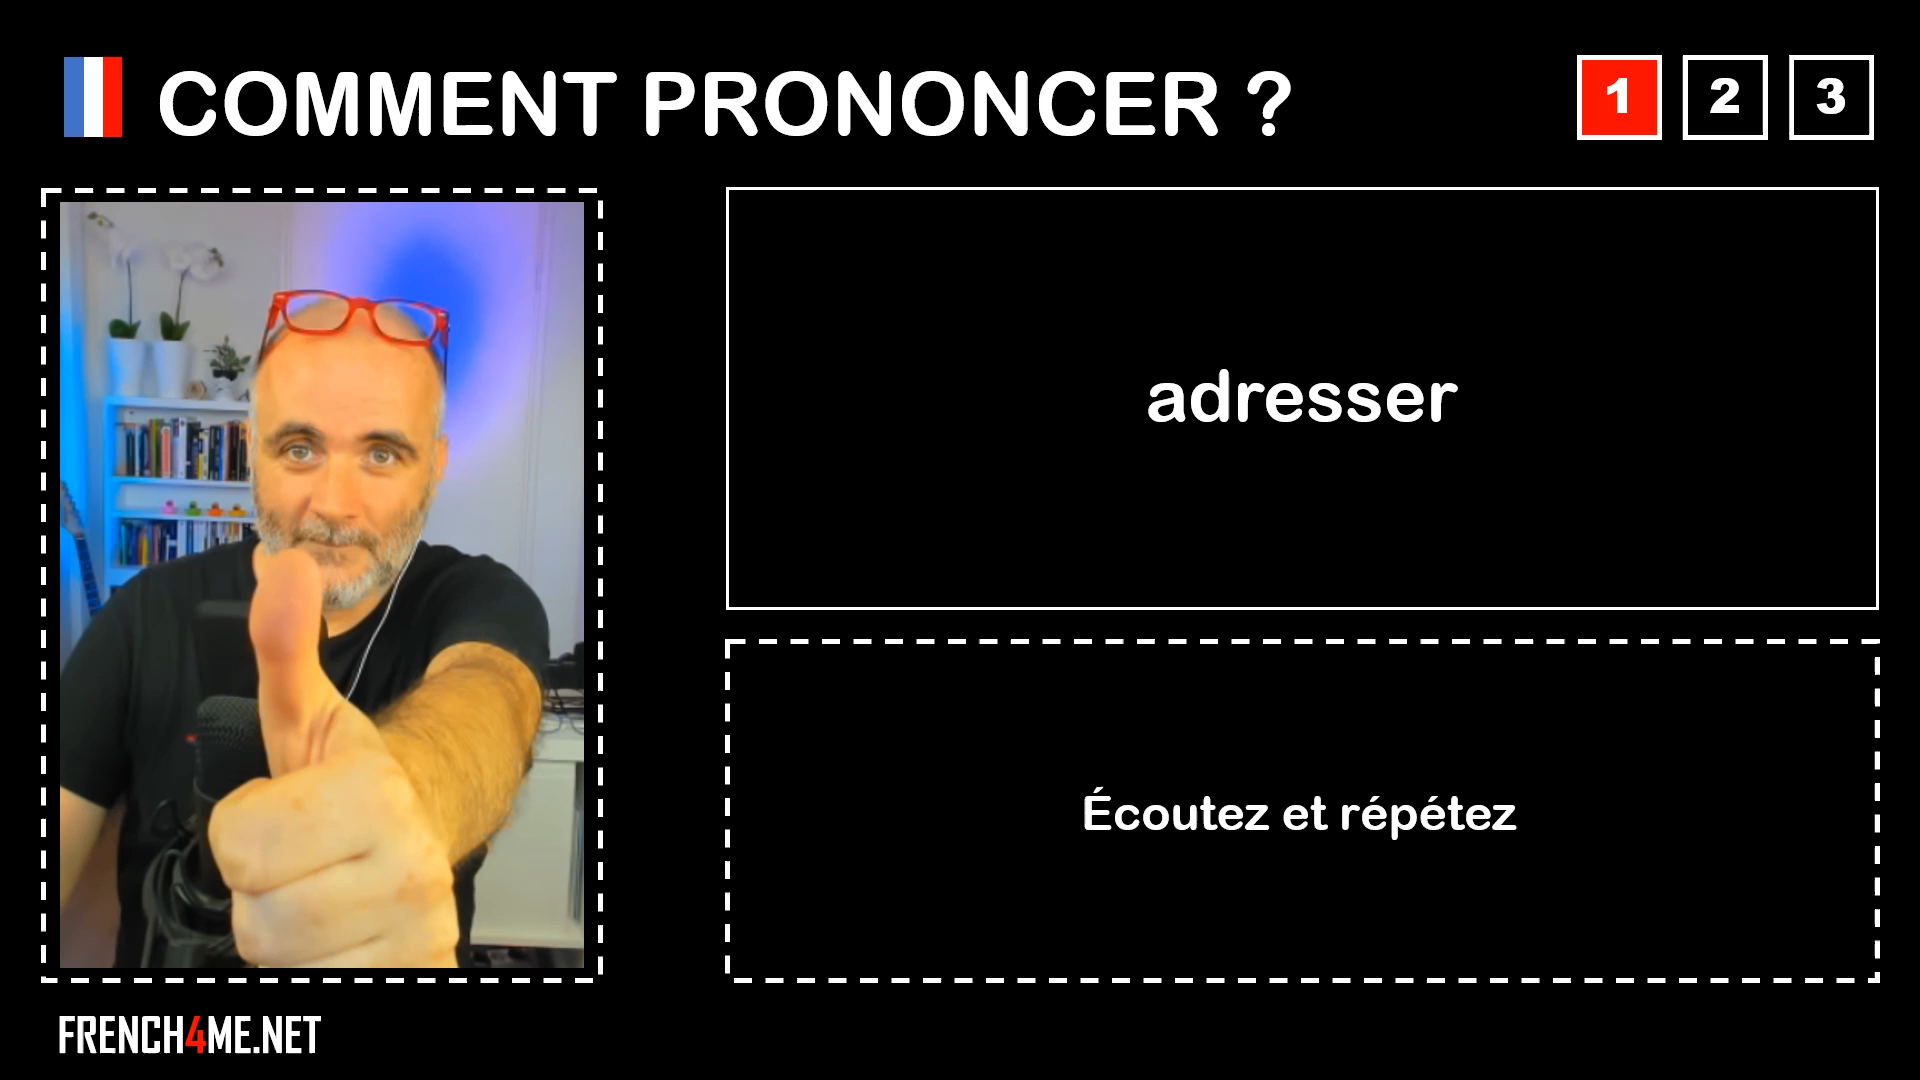 COMMENT PRONONCER ?
1 2 3
adresser
Écoutez et répétez
FRENCH4ME.NET